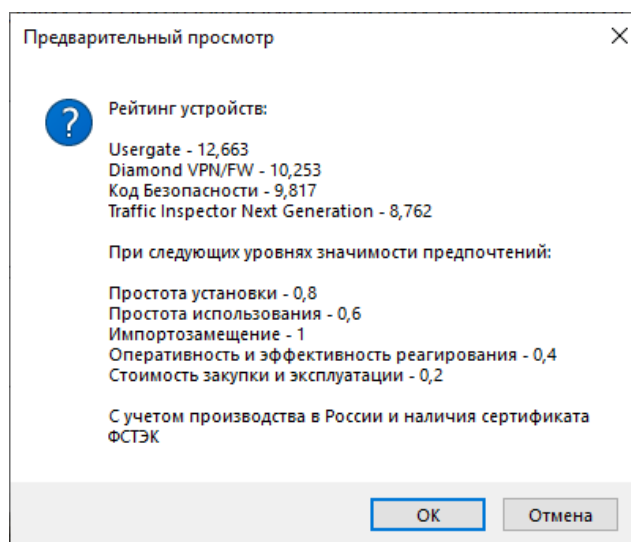 Предварительный просмотр
Рейтинг устройств:
Usergate - 12,663
Diamond VPN/FW - 10,253
Код Безопасности - 9,817
Traffic Inspector Next Generation - 8,762
При следующих уровнях значимости предпочтений:
Простота установки - 0,8
Простота использования - 0,6
Импортозамещение - 1
Оперативность и эффективность реагирования - 0,4
Стоимость закупки и эксплуатации - 0,2
С учетом производства в России и наличия сертификата
ФСТЭК
ОК
Отмена